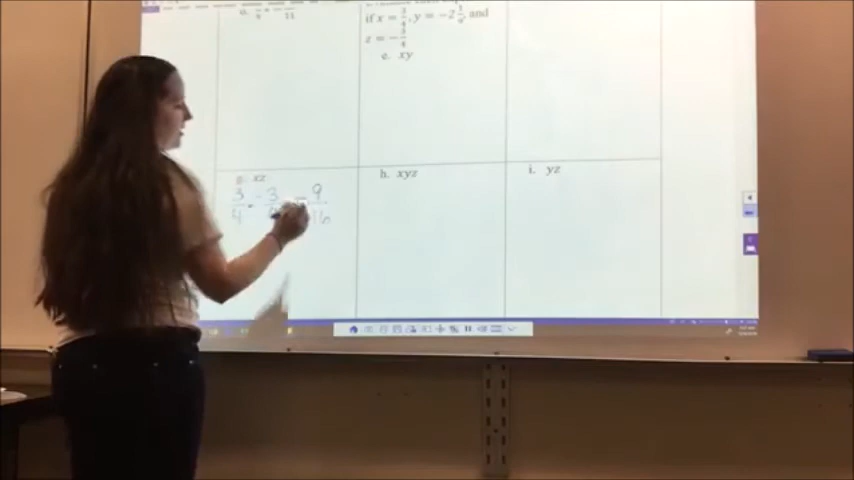 if x = 3/4, y = -2 1/4, and
z = -3/4
e. xy
g. xz
h. xyz
i. yz
3/4 · -3/4 = -9/16